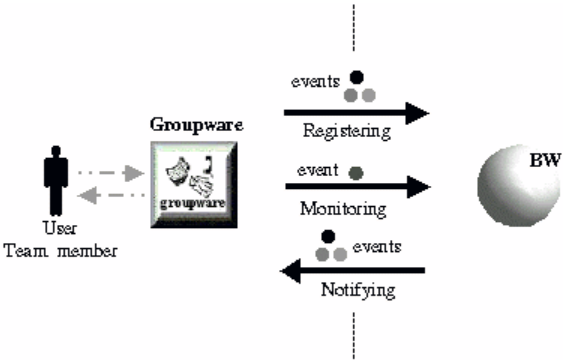 events
Registering
Groupware
groupware
event
Monitoring
BW
User
Team member
events
Notifying